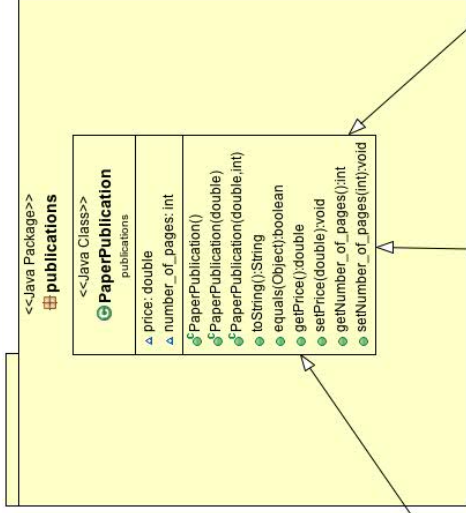 <<Java Package>>
publications
<<Java Class>>
PaperPublication
publications
price: double
number_of_pages: int
PaperPublication()
PaperPublication(double)
PaperPublication(double,int)
toString():String
equals(Object):boolean
getPrice():double
setPrice(double):void
getNumber_of_pages():int
setNumber_of_pages(int):void